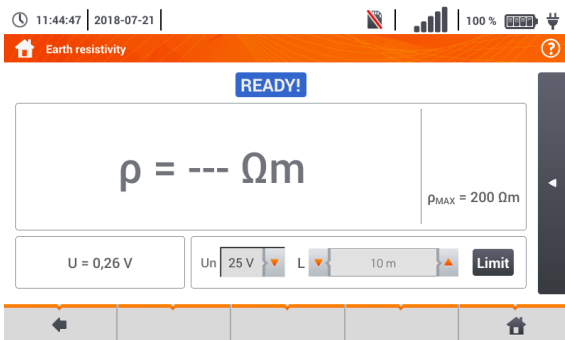 11:44:47 2018-07-21 100 %
Earth resistivity ?
READY!
ρ = --- Ωm
ρMAX = 200 Ωm
U = 0,26 V
Un 25 V L 10 m Limit